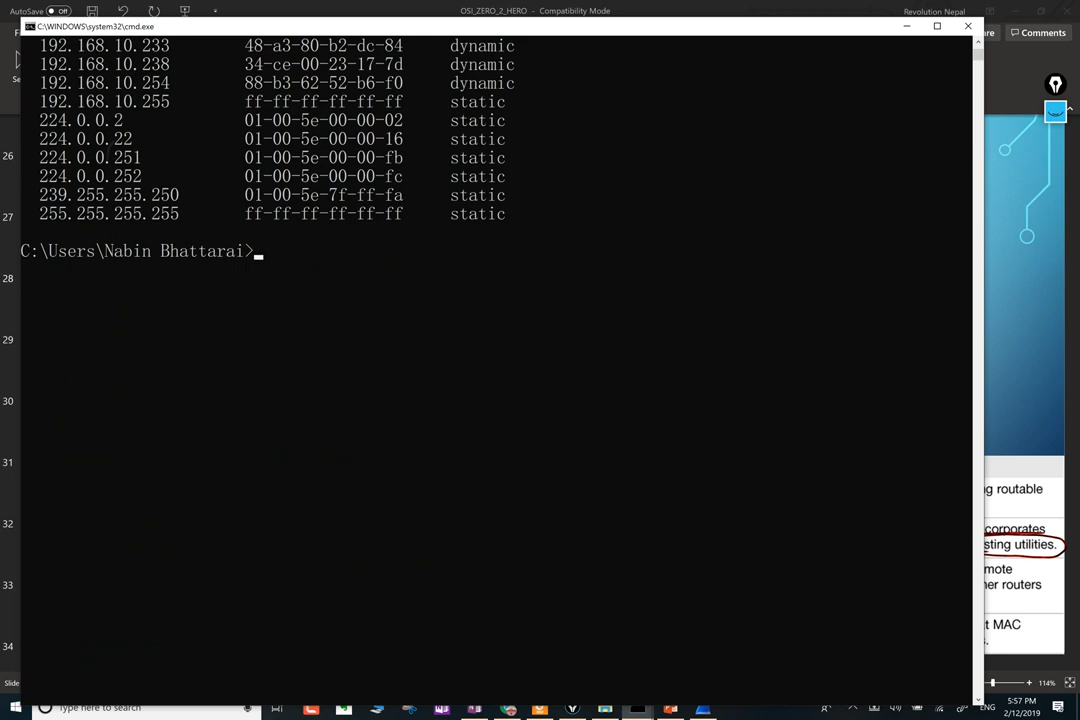 AutoSave Off OSI_ZERO_2_HERO - Compatibility Mode Revolution Nepal
C:\WINDOWS\system32\cmd.exe
Comments
192.168.10.233 48-a3-80-b2-dc-84 dynamic
192.168.10.238 34-ce-00-23-17-7d dynamic
192.168.10.254 88-b3-62-52-b6-f0 dynamic
192.168.10.255 ff-ff-ff-ff-ff-ff static
224.0.0.2 01-00-5e-00-00-02 static
224.0.0.22 01-00-5e-00-00-16 static
224.0.0.251 01-00-5e-00-00-fb static
224.0.0.252 01-00-5e-00-00-fc static
239.255.255.250 01-00-5e-7f-ff-fa static
255.255.255.255 ff-ff-ff-ff-ff-ff static
C:\Users\Nabin Bhattarai>
26
27
28
29
30
31
32
33
34
ng routable
corporates
sting utilities.
mote
her routers
t MAC
s.
Slide
114%
Type here to search
ENG
5:57 PM
2/12/2019